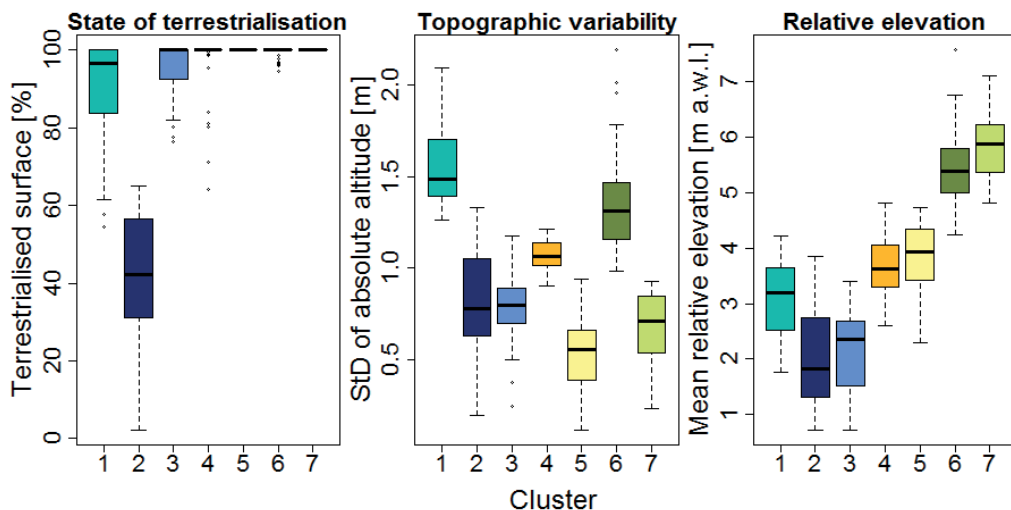 State of terrestrialisation
Topographic variability
Relative elevation
Terrestrialised surface [%]
0
20
40
60
80
100
1 2 3 4 5 6 7
StD of absolute altitude [m]
0.5
1.0
1.5
2.0
1 2 3 4 5 6 7
Mean relative elevation [m a.w.l.]
1
2
3
4
5
6
7
1 2 3 4 5 6 7
Cluster